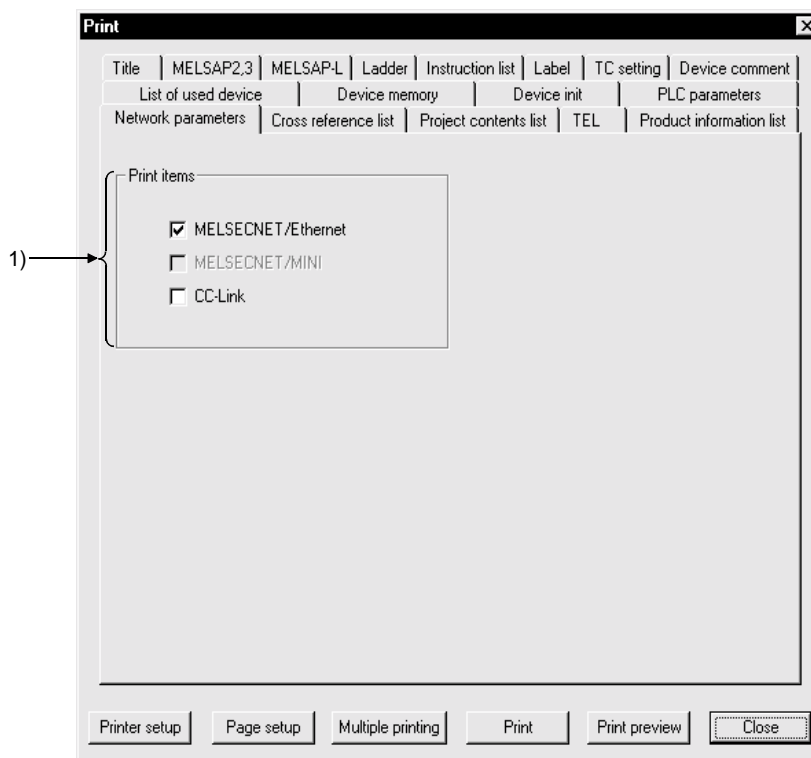 Print
Title MELSAP2,3 MELSAP-L Ladder Instruction list Label TC setting Device comment
List of used device Device memory Device init PLC parameters
Network parameters Cross reference list Project contents list TEL Product information list
Print items
MELSECNET/Ethernet
1)
MELSECNET/MINI
CC-Link
Printer setup Page setup Multiple printing Print Print preview Close